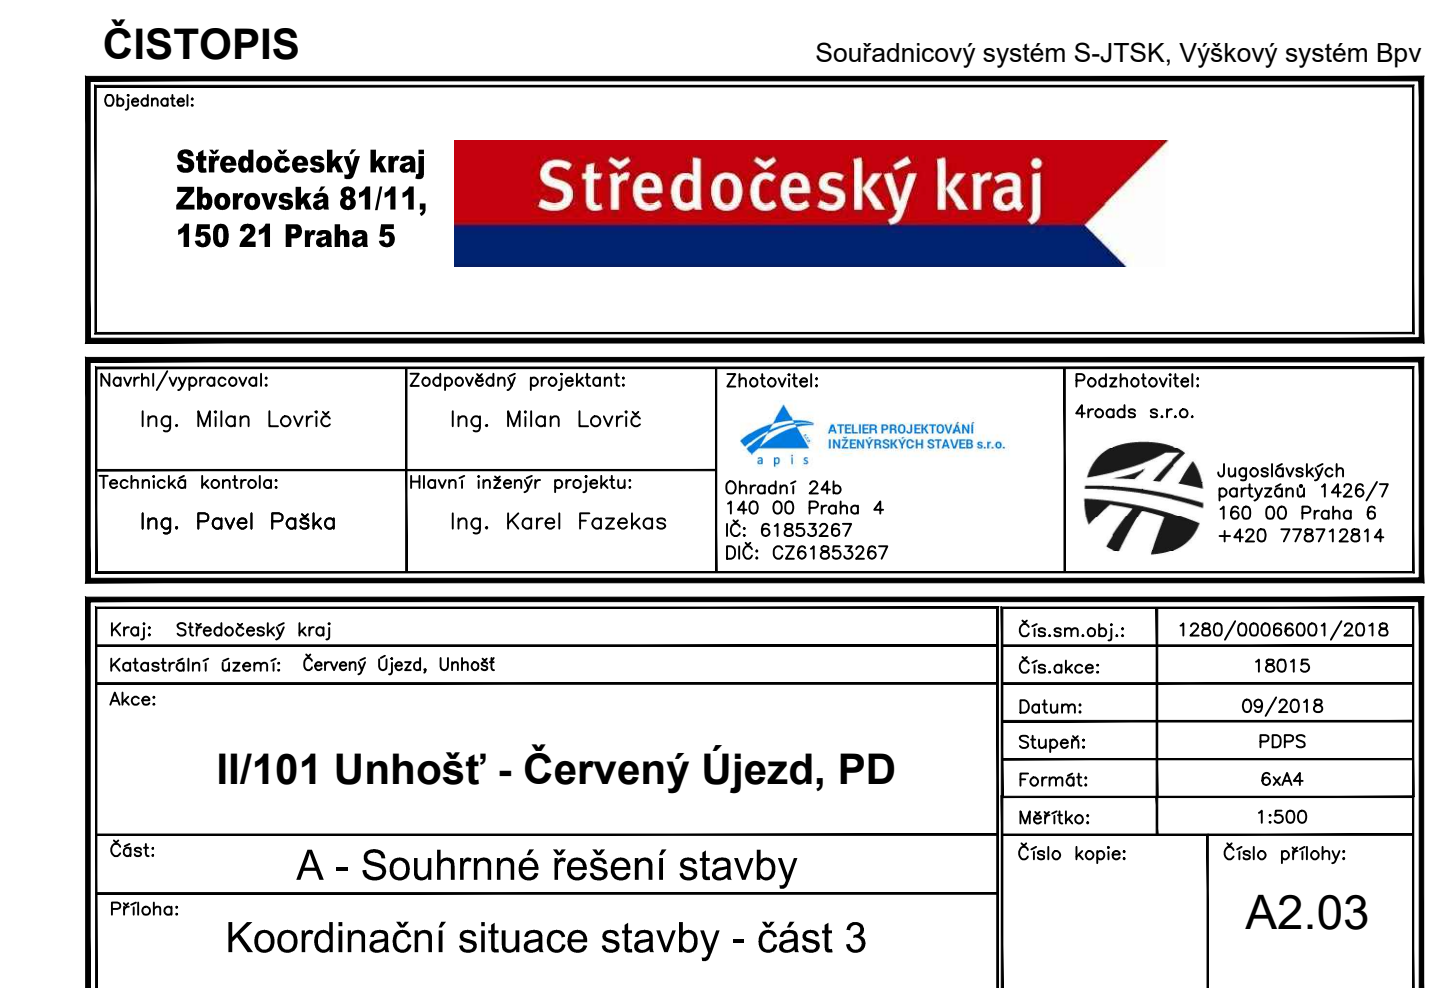 ČISTOPIS
Souřadnicový systém S-JTSK, Výškový systém Bpv
Objednatel:
Středočeský kraj
Zborovská 81/11,
150 21 Praha 5
Středočeský kraj
Navrhl/vypracoval:
Ing. Milan Lovrič
Zodpovědný projektant:
Ing. Milan Lovrič
Technická kontrola:
Ing. Pavel Paška
Hlavní inženýr projektu:
Ing. Karel Fazekas
Zhotovitel:
apis
ATELIER PROJEKTOVÁNÍ
INŽENÝRSKÝCH STAVEB s.r.o.
Ohradní 24b
140 00 Praha 4
IČ: 61853267
DIČ: CZ61853267
Podzhotovitel:
4roads s.r.o.
Jugoslávských
partyzánů 1426/7
160 00 Praha 6
+420 778712814
Kraj: Středočeský kraj
Katastrální území: Červený Újezd, Unhošť
Akce:
II/101 Unhošť - Červený Újezd, PD
Část:
A - Souhrnné řešení stavby
Příloha:
Koordinační situace stavby - část 3
Čís.sm.obj.: 1280/00066001/2018
Čís.akce: 18015
Datum: 09/2018
Stupeň: PDPS
Formát: 6xA4
Měřítko: 1:500
Číslo kopie:
Číslo přílohy:
A2.03